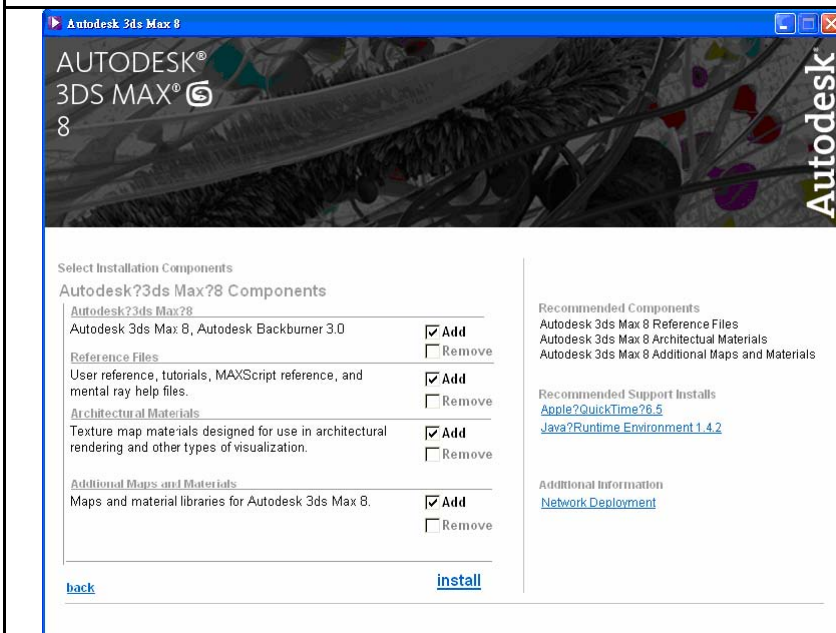 Autodesk 3ds Max 8
AUTODESK®
3DS MAX®
8
Autodesk
Select Installation Components
Autodesk?3ds Max?8 Components
Autodesk?3ds Max?8
Autodesk 3ds Max 8, Autodesk Backburner 3.0
Add
Remove
Reference Files
User reference, tutorials, MAXScript reference, and
mental ray help files.
Add
Remove
Architectural Materials
Texture map materials designed for use in architectural
rendering and other types of visualization.
Add
Remove
Addtional Maps and Materials
Maps and material libraries for Autodesk 3ds Max 8.
Add
Remove
back
install
Recommended Components
Autodesk 3ds Max 8 Reference Files
Autodesk 3ds Max 8 Architectual Materials
Autodesk 3ds Max 8 Additional Maps and Materials
Recommended Support Installs
Apple?QuickTime?6.5
Java?Runtime Environment 1.4.2
Additional Information
Network Deployment